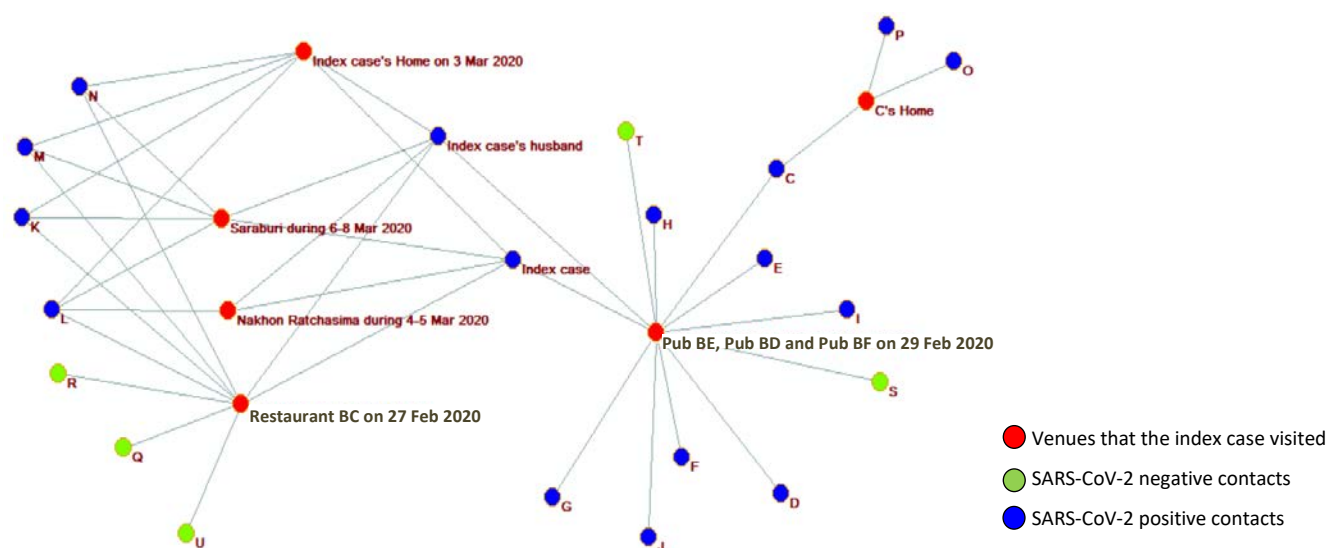 P
O
Index case's Home on 3 Mar 2020
N
C's Home
T
Index case's husband
M
C
H
K
Saraburi during 6-8 Mar 2020
Index case
E
L
Nakhon Ratchasima during 4-5 Mar 2020
I
Pub BE, Pub BD and Pub BF on 29 Feb 2020
R
S
Restaurant BC on 27 Feb 2020
Q
F
G
D
U
J
Venues that the index case visited
SARS-CoV-2 negative contacts
SARS-CoV-2 positive contacts